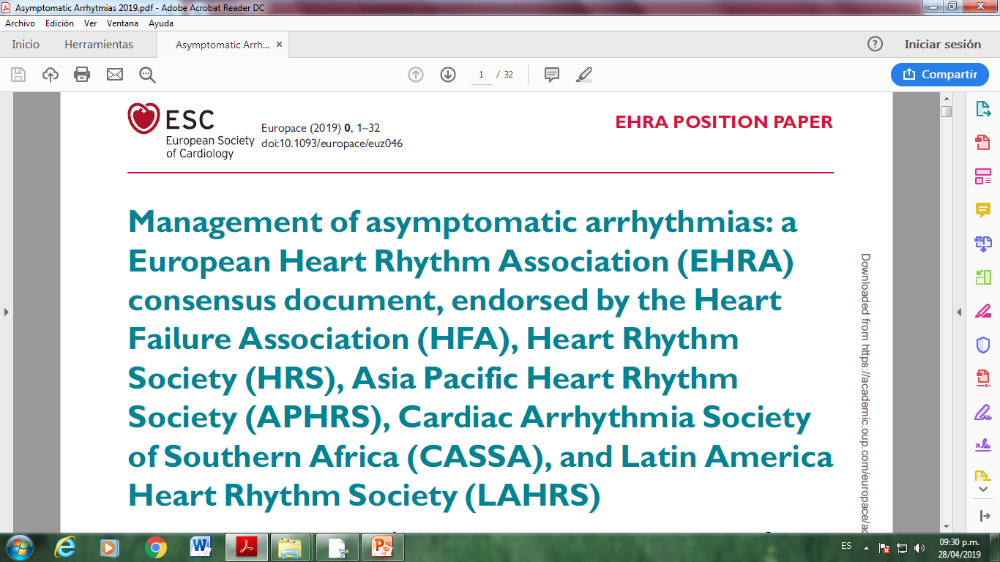 Asymptomatic Arrhytmias 2019.pdf - Adobe Acrobat Reader DC
Archivo Edición Ver Ventana Ayuda
Inicio Herramientas Asymptomatic Arrh... Iniciar sesión
1 / 32 Compartir
ESC
European Society
of Cardiology
Europace (2019) 0, 1–32
doi:10.1093/europace/euz046
EHRA POSITION PAPER
Management of asymptomatic arrhythmias: a
European Heart Rhythm Association (EHRA)
consensus document, endorsed by the Heart
Failure Association (HFA), Heart Rhythm
Society (HRS), Asia Pacific Heart Rhythm
Society (APHRS), Cardiac Arrhythmia Society
of Southern Africa (CASSA), and Latin America
Heart Rhythm Society (LAHRS)
Downloaded from https://academic.oup.com/europace/
ES
09:30 p.m.
28/04/2019